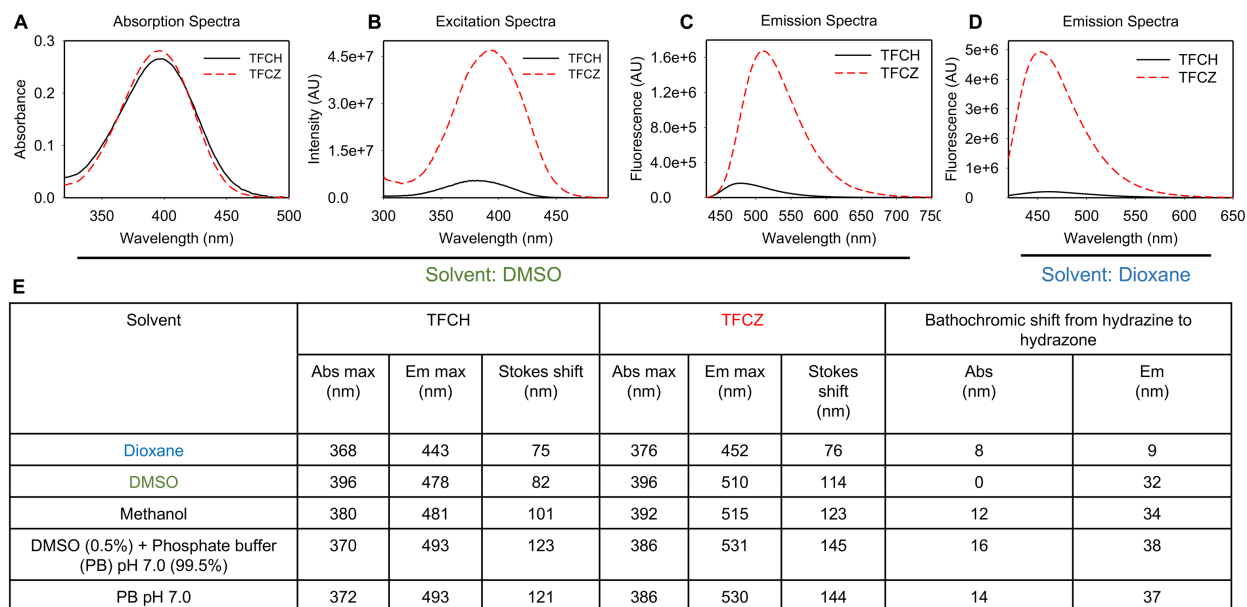 A Absorption Spectra
0.3
0.2
0.1
0.0
Absorbance
TFCH
TFCZ
350 400 450 500
Wavelength (nm)
B Excitation Spectra
4.5e+7
3.0e+7
1.5e+7
0.0
Intensity (AU)
TFCH
TFCZ
300 350 400 450
Wavelength (nm)
C Emission Spectra
1.6e+6
1.2e+6
8.0e+5
4.0e+5
0.0
Fluorescence (AU)
TFCH
TFCZ
450 500 550 600 650 700 750
Wavelength (nm)
D Emission Spectra
5e+6
4e+6
3e+6
2e+6
1e+6
0
Fluorescence (AU)
TFCH
TFCZ
450 500 550 600 650
Wavelength (nm)
Solvent: DMSO
Solvent: Dioxane
E
Solvent TFCH TFCZ Bathochromic shift from hydrazine to
hydrazone
Abs max Em max Stokes shift Abs max Em max Stokes Abs Em
(nm) (nm) (nm) (nm) (nm) shift (nm) (nm)
(nm)
Dioxane 368 443 75 376 452 76 8 9
DMSO 396 478 82 396 510 114 0 32
Methanol 380 481 101 392 515 123 12 34
DMSO (0.5%) + Phosphate buffer
(PB) pH 7.0 (99.5%) 370 493 123 386 531 145 16 38
PB pH 7.0 372 493 121 386 530 144 14 37